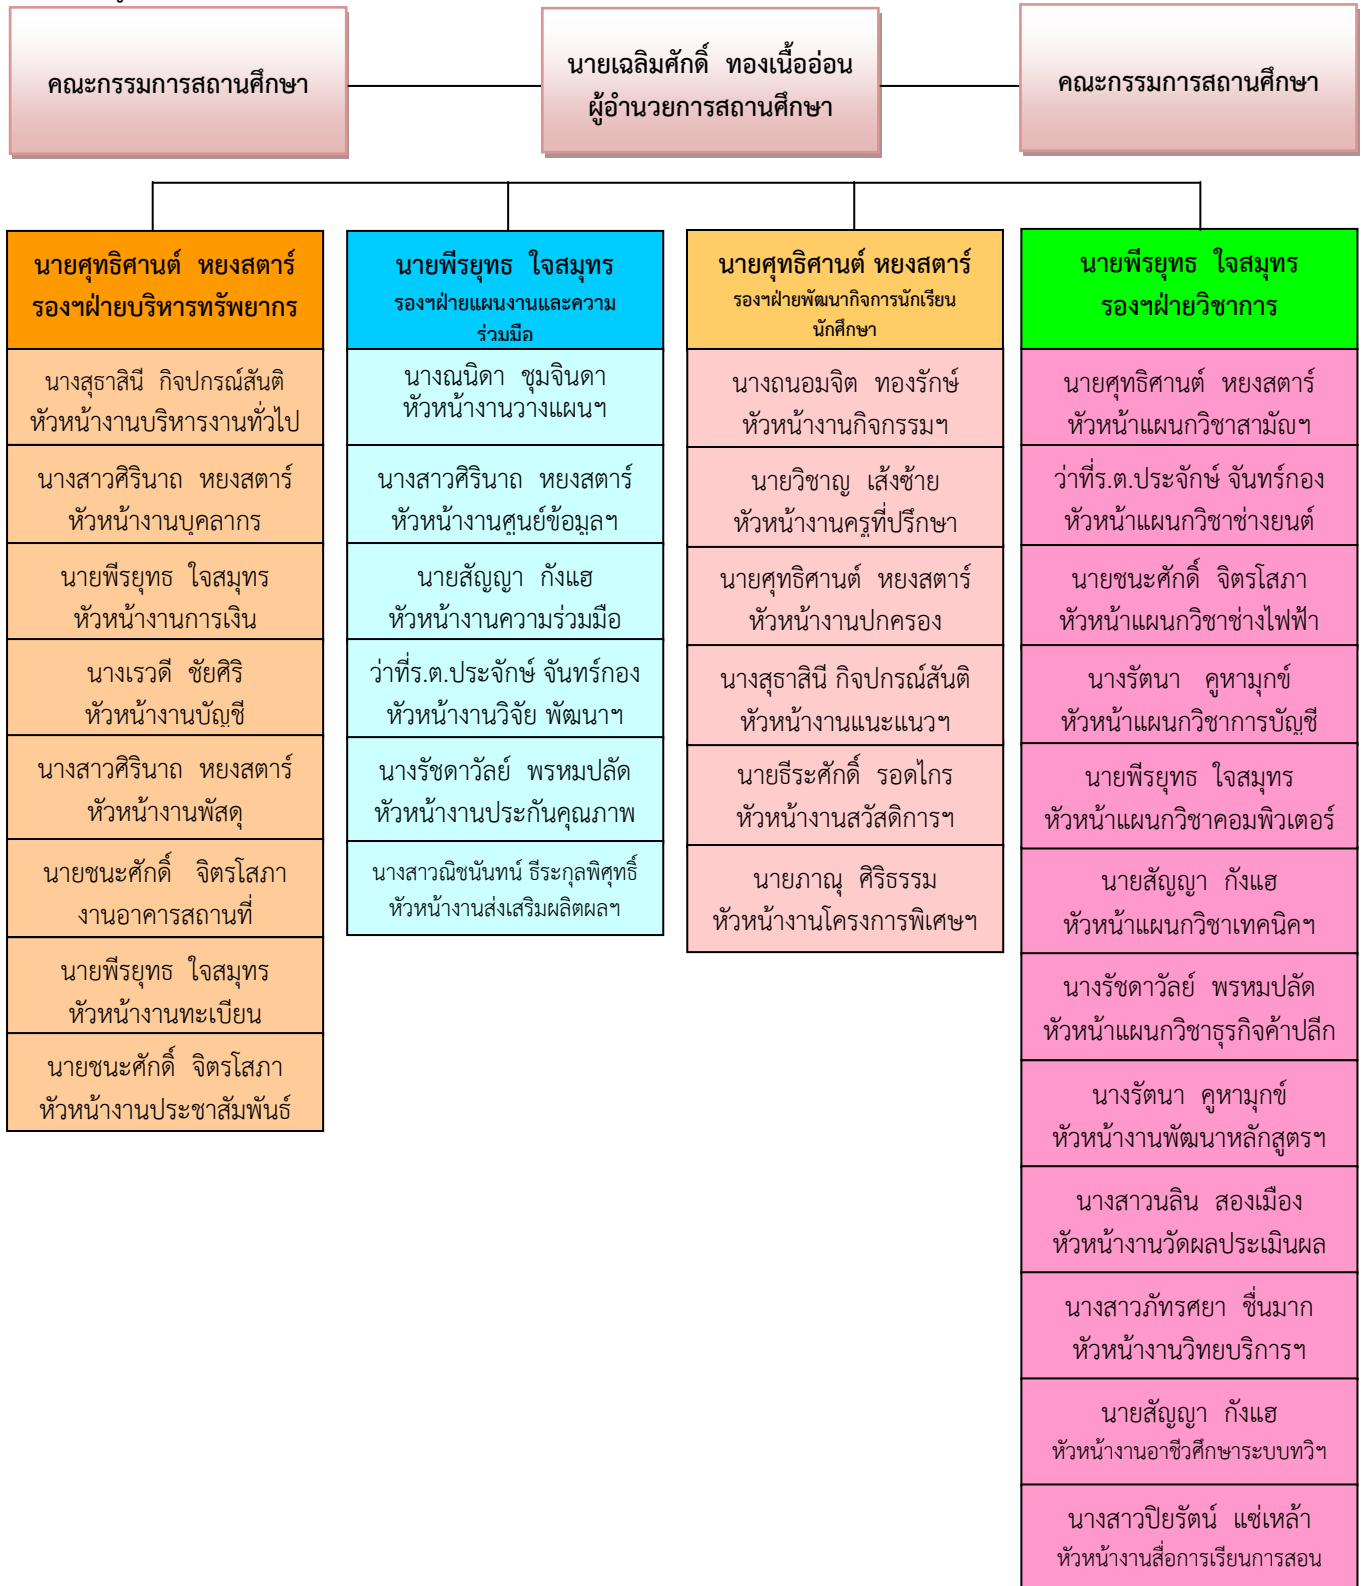 คณะกรรมการสถานศึกษา
นายเฉลิมศักดิ์ ทองเนื้ออ่อน
ผู้อำนวยการสถานศึกษา
คณะกรรมการสถานศึกษา
นายศุทธิศานต์ หยงสตาร์
รองฯฝ่ายบริหารทรัพยากร
นางสุธาสินี กิจปกรณ์สันติ
หัวหน้างานบริหารงานทั่วไป
นางสาวศิรินาถ หยงสตาร์
หัวหน้างานบุคลากร
นายพีรยุทธ ใจสมุทร
หัวหน้างานการเงิน
นางเรวดี ชัยศิริ
หัวหน้างานบัญชี
นางสาวศิรินาถ หยงสตาร์
หัวหน้างานพัสดุ
นายชนะศักดิ์ จิตรโสภา
งานอาคารสถานที่
นายพีรยุทธ ใจสมุทร
หัวหน้างานทะเบียน
นายชนะศักดิ์ จิตรโสภา
หัวหน้างานประชาสัมพันธ์
นายพีรยุทธ ใจสมุทร
รองฯฝ่ายแผนงานและความ
ร่วมมือ
นางณนิดา ชุมจินดา
หัวหน้างานวางแผนฯ
นางสาวศิรินาถ หยงสตาร์
หัวหน้างานศูนย์ข้อมูลฯ
นายสัญญา กังแฮ
หัวหน้างานความร่วมมือ
ว่าที่ร.ต.ประจักษ์ จันทร์กอง
หัวหน้างานวิจัย พัฒนาฯ
นางรัชดาวัลย์ พรหมปลัด
หัวหน้างานประกันคุณภาพ
นางสาวณิชนันทน์ ธีระกุลพิศุทธิ์
หัวหน้างานส่งเสริมผลิตผลฯ
นายศุทธิศานต์ หยงสตาร์
รองฯฝ่ายพัฒนากิจการนักเรียน
นักศึกษา
นางถนอมจิต ทองรักษ์
หัวหน้างานกิจกรรมฯ
นายวิชาญ เส้งซ้าย
หัวหน้างานครูที่ปรึกษา
นายศุทธิศานต์ หยงสตาร์
หัวหน้างานปกครอง
นางสุธาสินี กิจปกรณ์สันติ
หัวหน้างานแนะแนวฯ
นายธีระศักดิ์ รอดไกร
หัวหน้างานสวัสดิการฯ
นายภาณุ ศิริธรรม
หัวหน้างานโครงการพิเศษฯ
นายพีรยุทธ ใจสมุทร
รองฯฝ่ายวิชาการ
นายศุทธิศานต์ หยงสตาร์
หัวหน้าแผนกวิชาสามัญฯ
ว่าที่ร.ต.ประจักษ์ จันทร์กอง
หัวหน้าแผนกวิชาช่างยนต์
นายชนะศักดิ์ จิตรโสภา
หัวหน้าแผนกวิชาช่างไฟฟ้า
นางรัตนา คูหามุกข์
หัวหน้าแผนกวิชาการบัญชี
นายพีรยุทธ ใจสมุทร
หัวหน้าแผนกวิชาคอมพิวเตอร์
นายสัญญา กังแฮ
หัวหน้าแผนกวิชาเทคนิคฯ
นางรัชดาวัลย์ พรหมปลัด
หัวหน้าแผนกวิชาธุรกิจค้าปลีก
นางรัตนา คูหามุกข์
หัวหน้างานพัฒนาหลักสูตรฯ
นางสาวนลิน สองเมือง
หัวหน้างานวัดผลประเมินผล
นางสาวภัทรศยา ชื่นมาก
หัวหน้างานวิทยบริการฯ
นายสัญญา กังแฮ
หัวหน้างานอาชีวศึกษาระบบทวิฯ
นางสาวปิยรัตน์ แซ่เหล้า
หัวหน้างานสื่อการเรียนการสอน